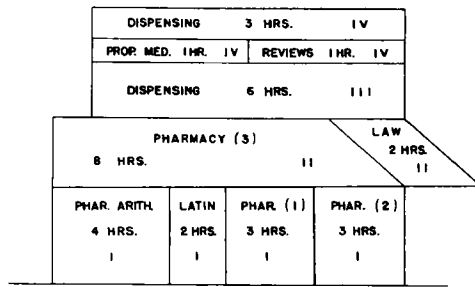 DISPENSING 3 HRS. IV
PROP. MED. 1 HR. IV REVIEWS 1 HR. IV
DISPENSING 6 HRS. III
PHARMACY (3)
8 HRS. II
LAW
2 HRS.
II
PHAR. ARITH.
4 HRS.
I
LATIN
2 HRS.
I
PHAR. (1)
3 HRS.
I
PHAR. (2)
3 HRS.
I